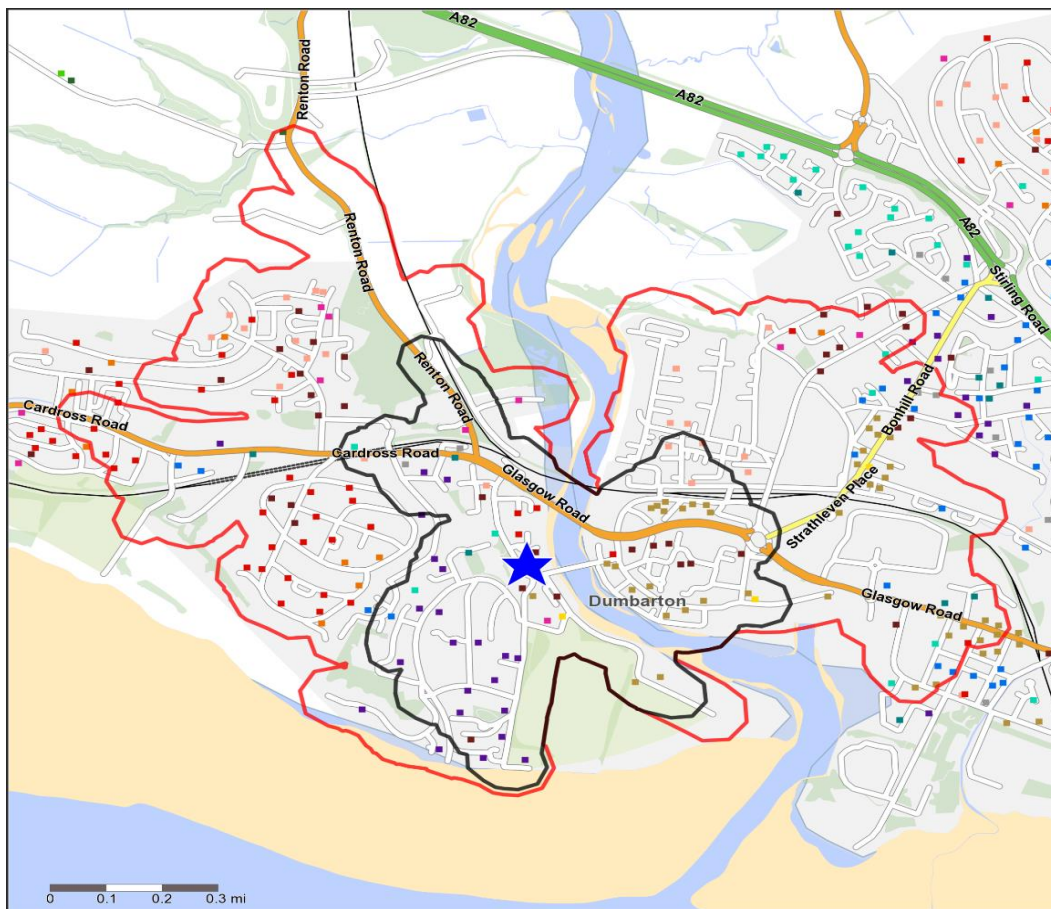 A82
Renton Road
A82
A82
Stirling Road
Renton Road
Renton Road
Bonhill Road
Cardross Road
Cardross Road
Glasgow Road
Strathleven Place
Dumbarton
Glasgow Road
0 0.1 0.2 0.3 mi